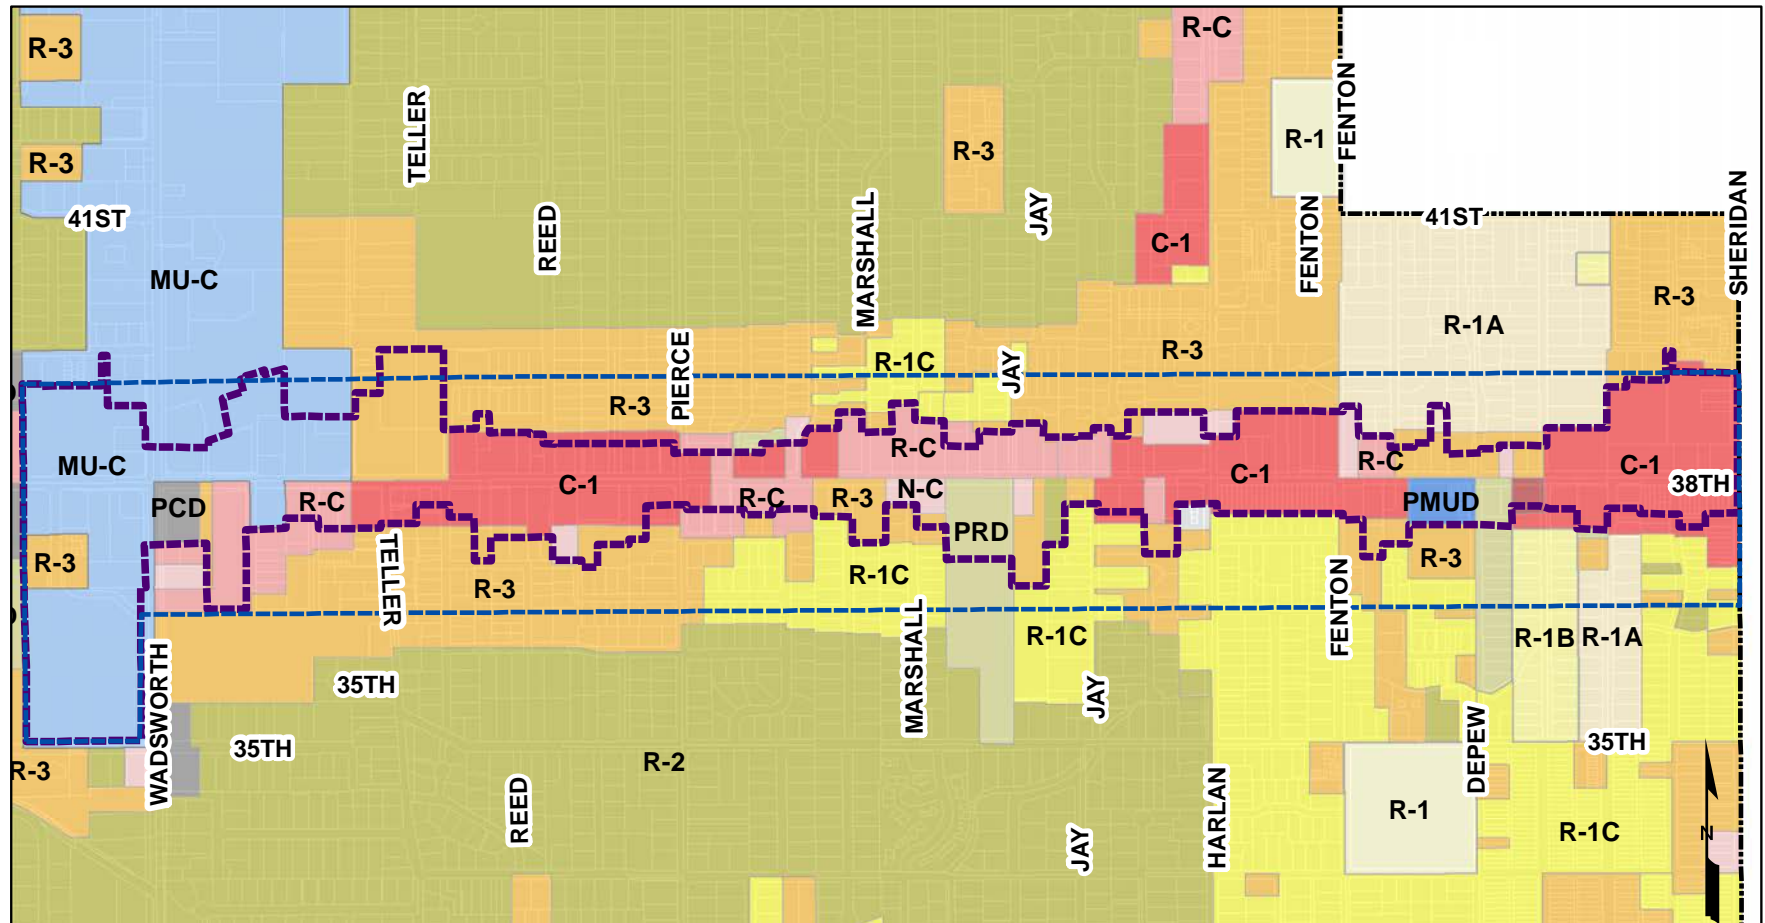 R-C
R-3
FENTON
TELLER
R-1
R-3
R-3
41ST
MARSHALL
JAY
REED
FENTON
C-1
41ST
SHERIDAN
MU-C
R-3
R-1A
R-1C
R-3
JAY
PIERCE
R-3
R-C
MU-C
R-C
C-1
C-1
C-1
38TH
N-C
R-3
R-C
R-C
PCD
PMUD
PRD
R-3
R-3
R-1C
R-3
TELLER
FENTON
R-1C
R-1B
R-1A
MARSHALL
WADSWORTH
35TH
JAY
DEPEW
35TH
35TH
R-2
R-3
REED
JAY
HARLAN
R-1
R-1C
N